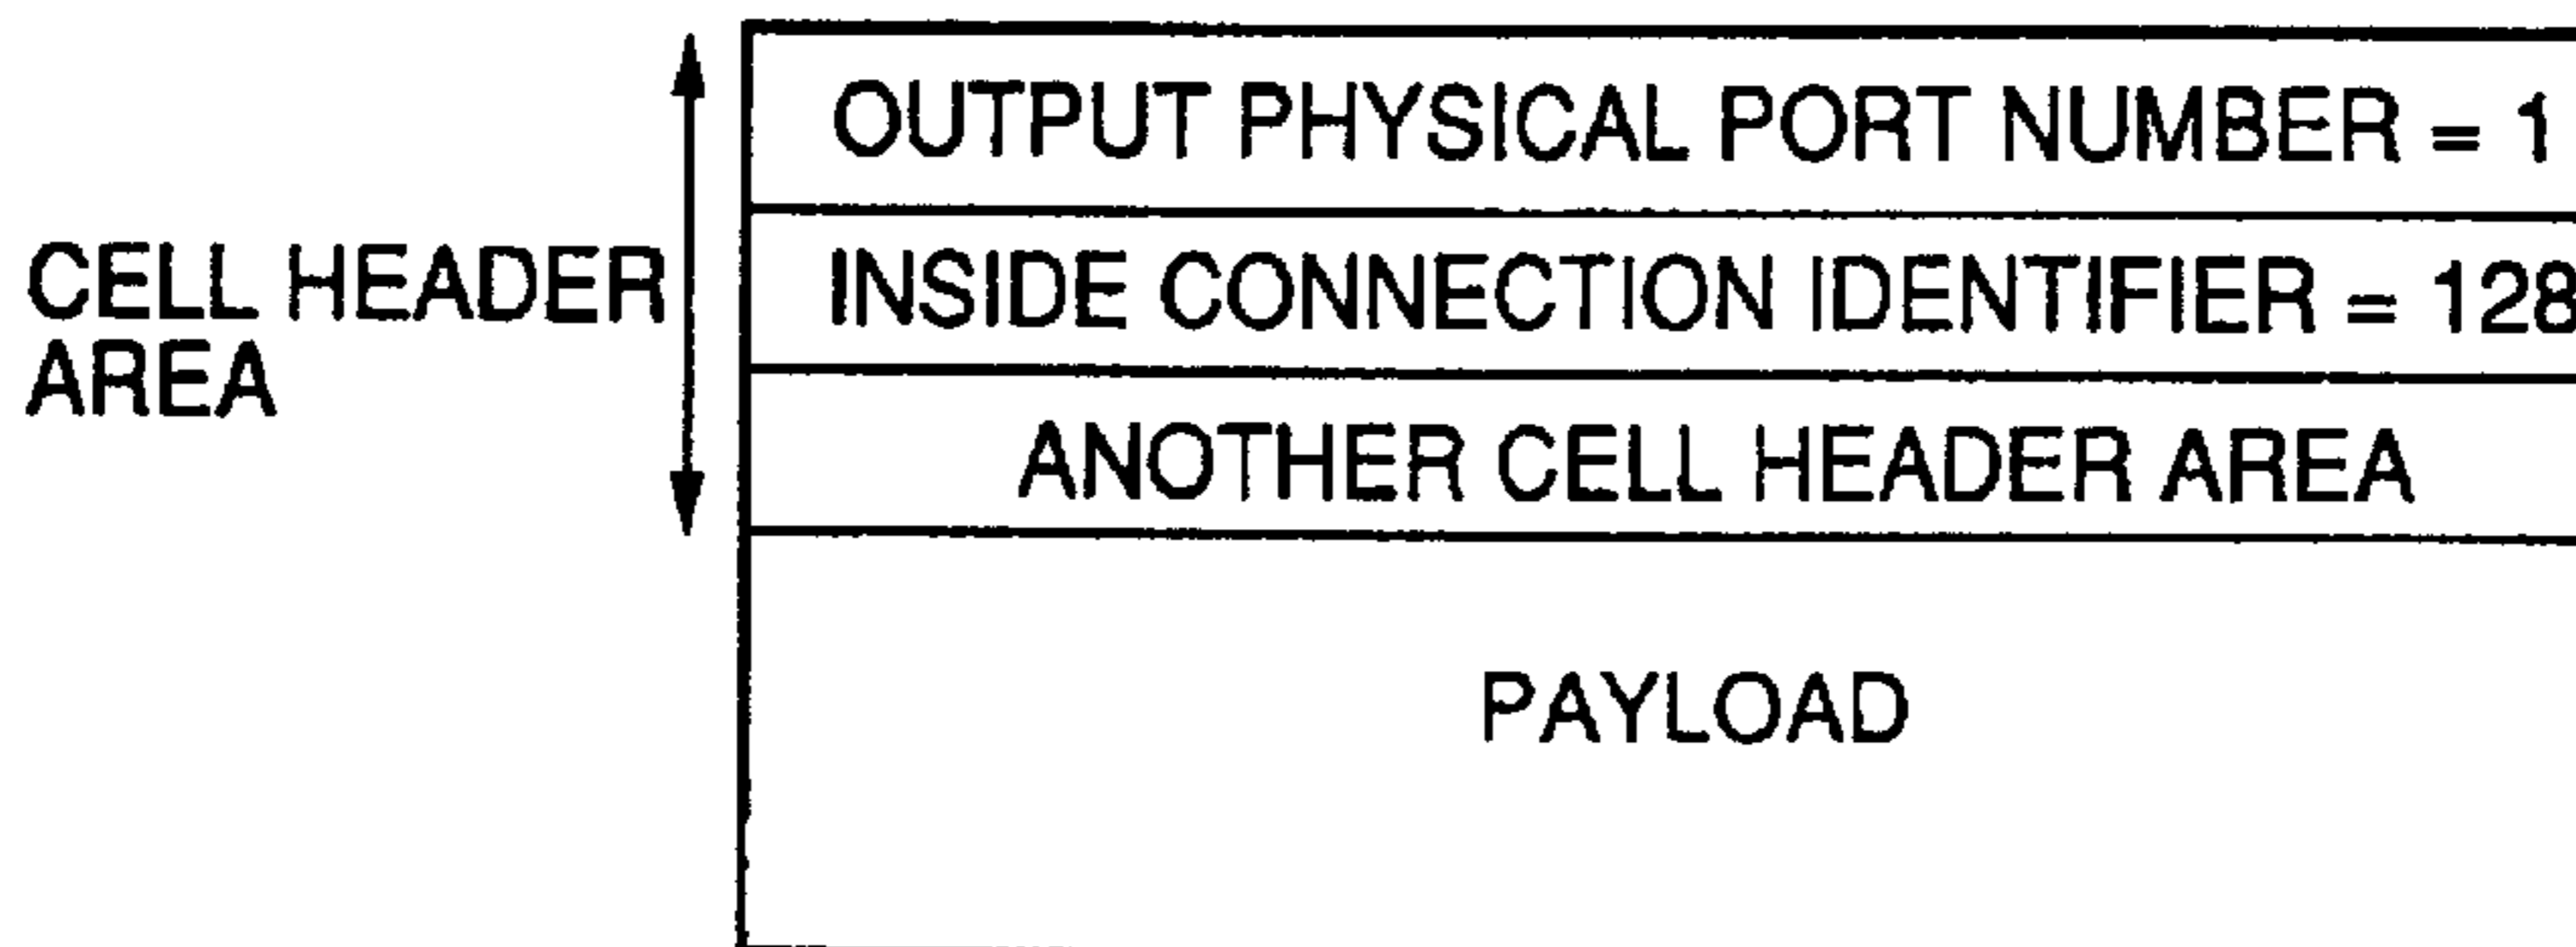 OUTPUT PHYSICAL PORT NUMBER = 1
INSIDE CONNECTION IDENTIFIER = 128
CELL HEADER
AREA
ANOTHER CELL HEADER AREA
PAYLOAD